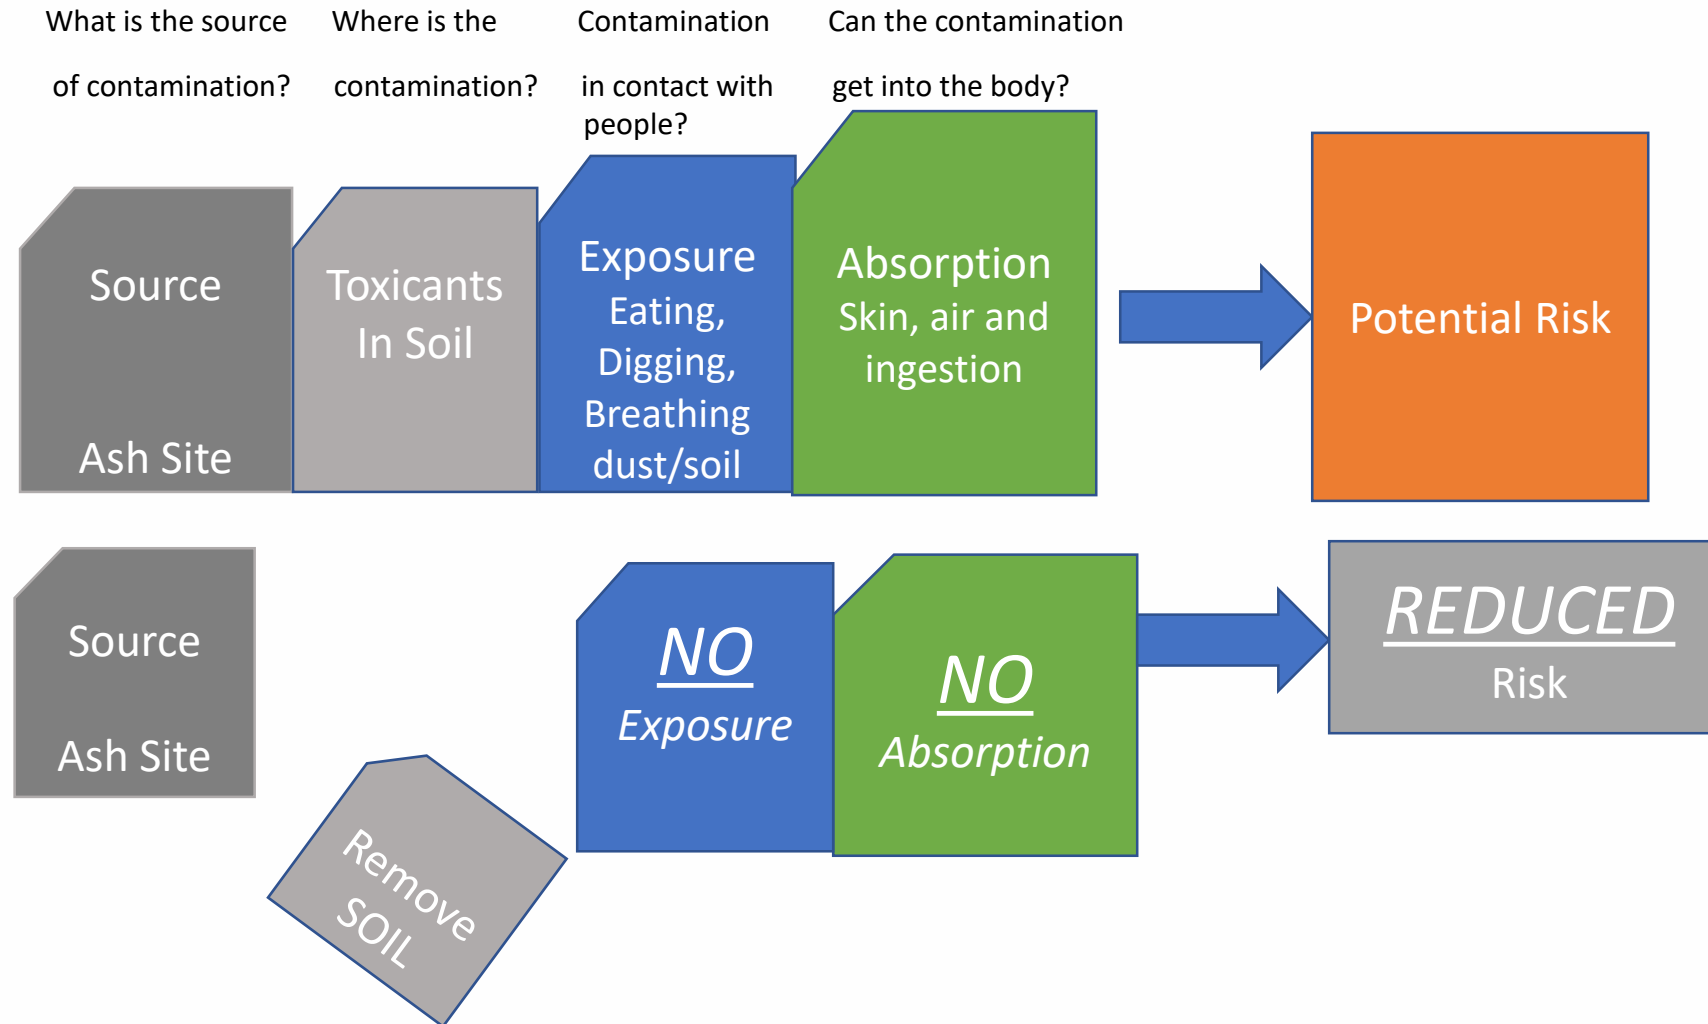 What is the source
of contamination?
Where is the
contamination?
Contamination
in contact with
people?
Can the contamination
get into the body?
Source
Ash Site
Toxicants
In Soil
Exposure
Eating,
Digging,
Breathing
dust/soil
Absorption
Skin, air and
ingestion
Potential Risk
Source
Ash Site
Remove
SOIL
NO
Exposure
NO
Absorption
REDUCED
Risk